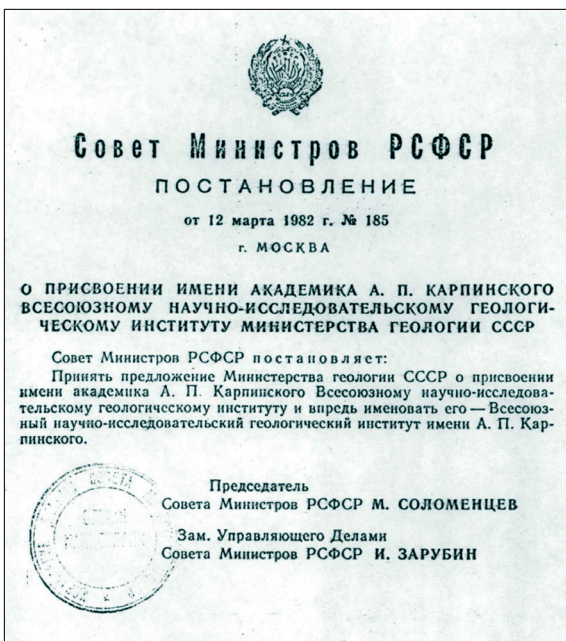 Совет Министров РСФСР
ПОСТАНОВЛЕНИЕ
от 12 марта 1982 г. № 185
г. МОСКВА
О ПРИСВОЕНИИ ИМЕНИ АКАДЕМИКА А. П. КАРПИНСКОГО
ВСЕСОЮЗНОМУ НАУЧНО-ИССЛЕДОВАТЕЛЬСКОМУ ГЕОЛОГИ-
ЧЕСКОМУ ИНСТИТУТУ МИНИСТЕРСТВА ГЕОЛОГИИ СССР
Совет Министров РСФСР постановляет:
Принять предложение Министерства геологии СССР о присвоении
имени академика А. П. Карпинского Всесоюзному научно-исследова-
тельскому геологическому институту и впредь именовать его — Всесоюз-
ный научно-исследовательский геологический институт имени А. П. Кар-
пинского.
Председатель
Совета Министров РСФСР М. СОЛОМЕНЦЕВ
Зам. Управляющего Делами
Совета Министров РСФСР И. ЗАРУБИН